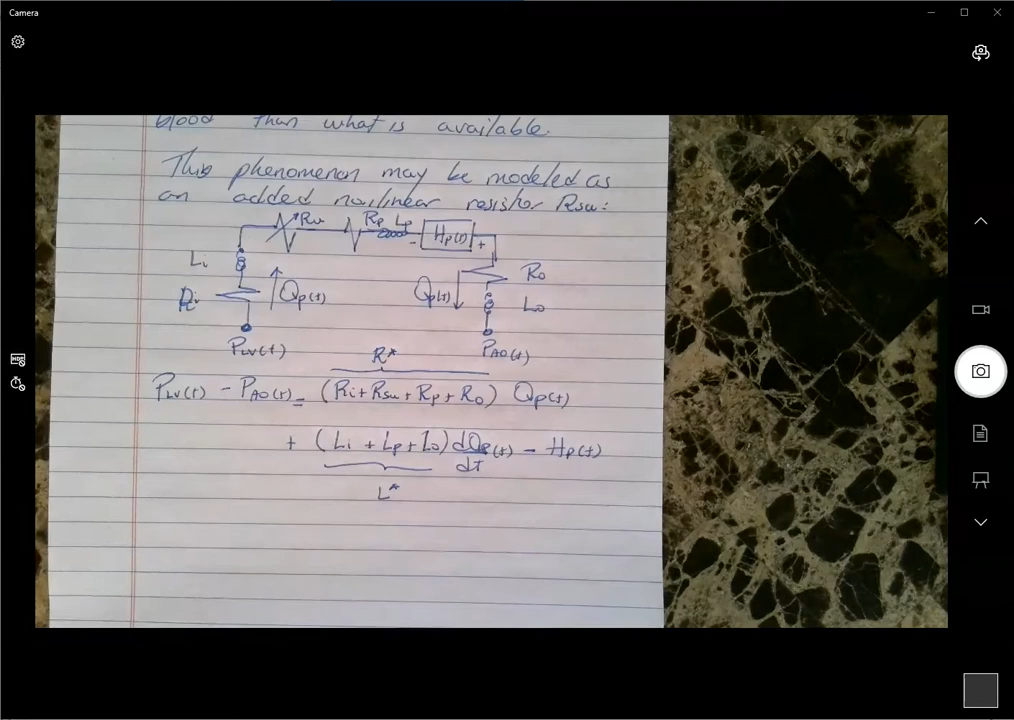 Camera
blood than what is available.
This phenomenon may be modeled as
an added nonlinear resistor Rsu:
Rsu Rp Lp - Hp(t) +
Li Ro
Ri Qp(t) Qp(t) Lo
PLV(t) PAO(t)
R*
PLV(t) - PAO(t) = (Ri + Rsu + Rp + Ro) Qp(t)
+ (Li + Lp + Lo) dQp(t) - Hp(t)
dt
L*